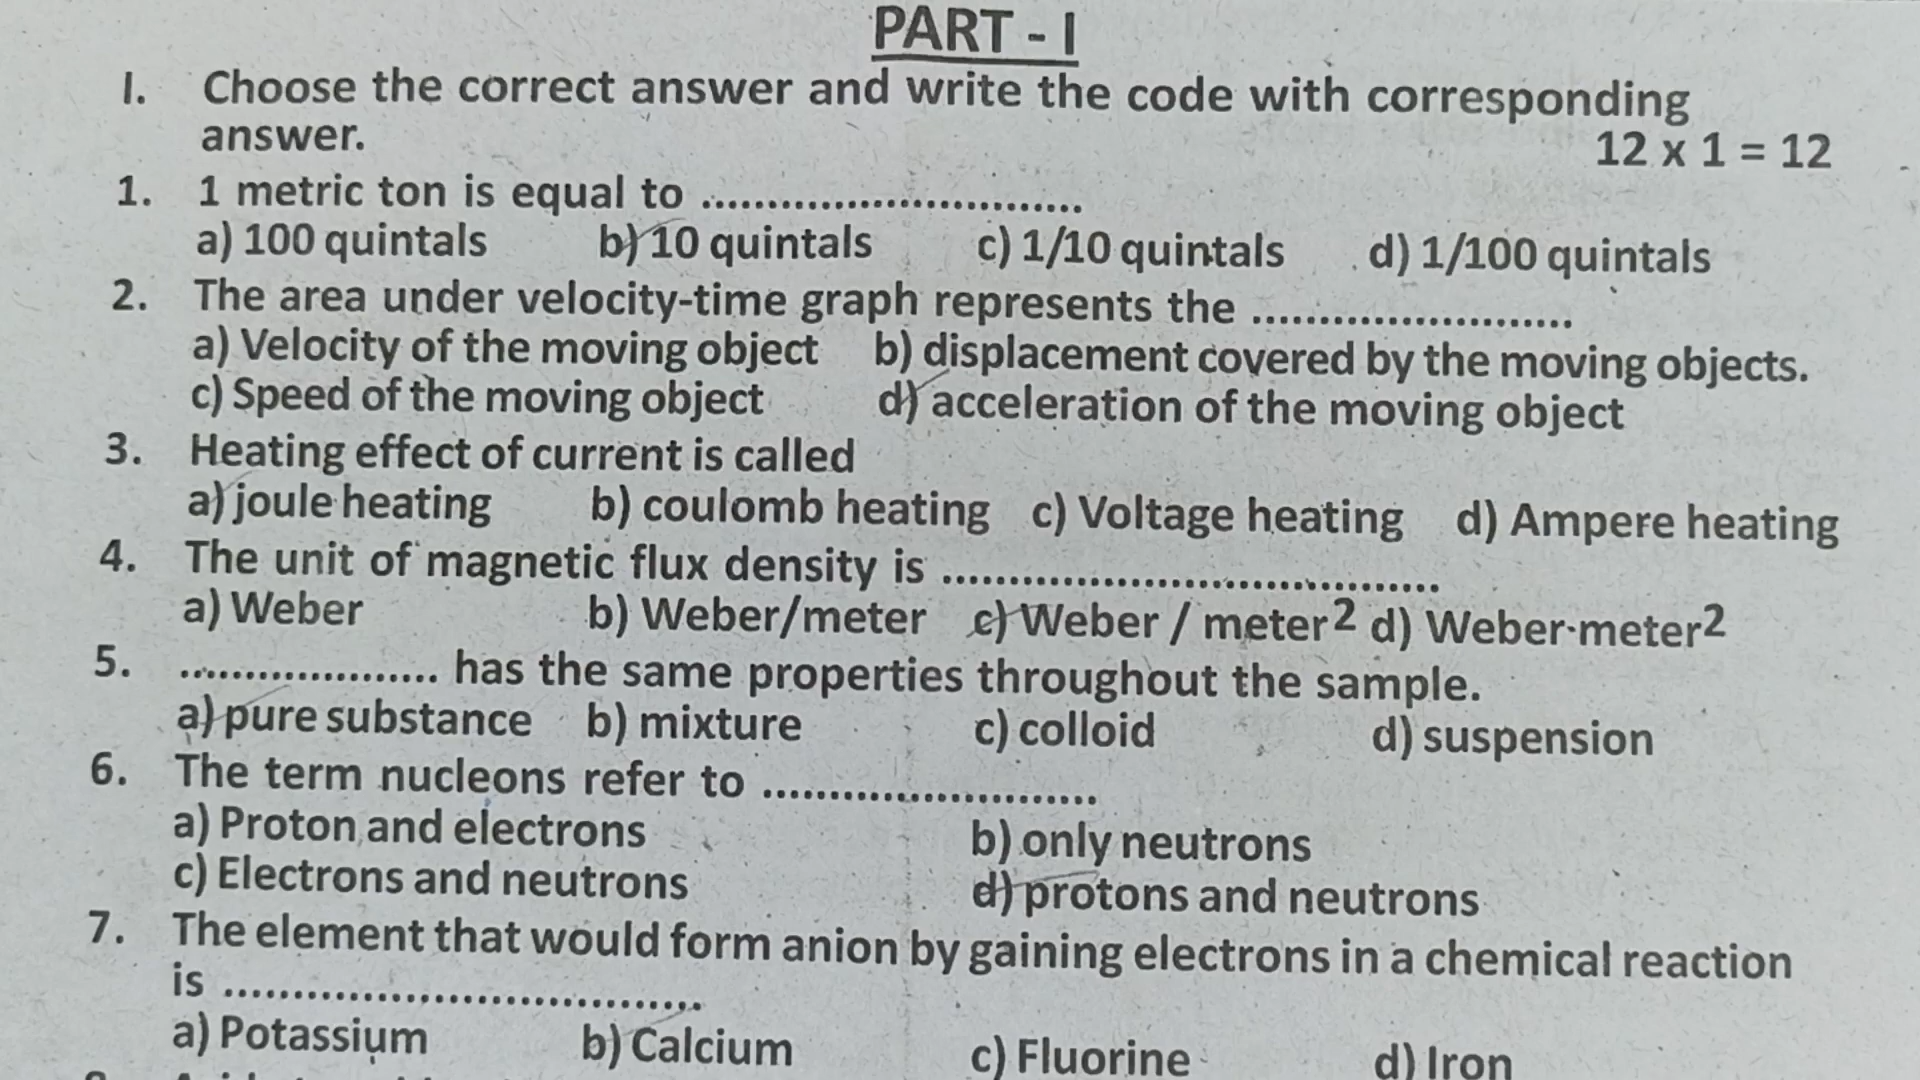 PART - I
I. Choose the correct answer and write the code with corresponding
answer. 12 x 1 = 12
1. 1 metric ton is equal to .............................
a) 100 quintals b) 10 quintals c) 1/10 quintals d) 1/100 quintals
2. The area under velocity-time graph represents the ........................
a) Velocity of the moving object b) displacement covered by the moving objects.
c) Speed of the moving object d) acceleration of the moving object
3. Heating effect of current is called
a) joule heating b) coulomb heating c) Voltage heating d) Ampere heating
4. The unit of magnetic flux density is .....................................
a) Weber b) Weber/meter c) Weber / meter2 d) Weber-meter2
5. ................... has the same properties throughout the sample.
a) pure substance b) mixture c) colloid d) suspension
6. The term nucleons refer to .........................
a) Proton and electrons b) only neutrons
c) Electrons and neutrons d) protons and neutrons
7. The element that would form anion by gaining electrons in a chemical reaction
is ....................................
a) Potassium b) Calcium c) Fluorine d) Iron